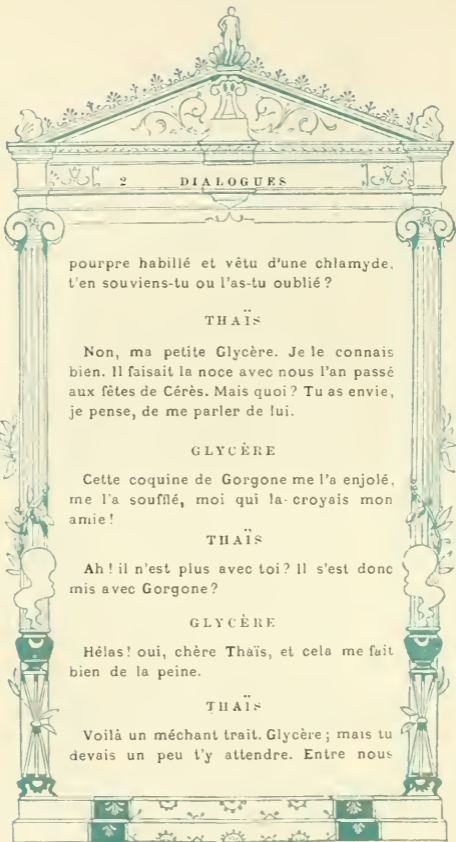 2 DIALOGUES
pourpre habillé et vêtu d'une chlamyde,
t'en souviens-tu ou l'as-tu oublié ?
THAÏS
Non, ma petite Glycère. Je le connais
bien. Il faisait la noce avec nous l'an passé
aux fêtes de Cérès. Mais quoi ? Tu as envie,
je pense, de me parler de lui.
GLYCÈRE
Cette coquine de Gorgone me l'a enjolé,
me l'a soufflé, moi qui la croyais mon
amie !
THAÏS
Ah ! il n'est plus avec toi ? Il s'est donc
mis avec Gorgone ?
GLYCÈRE
Hélas ! oui, chère Thaïs, et cela me fait
bien de la peine.
THAÏS
Voilà un méchant trait, Glycère ; mais tu
devais un peu t'y attendre. Entre nous